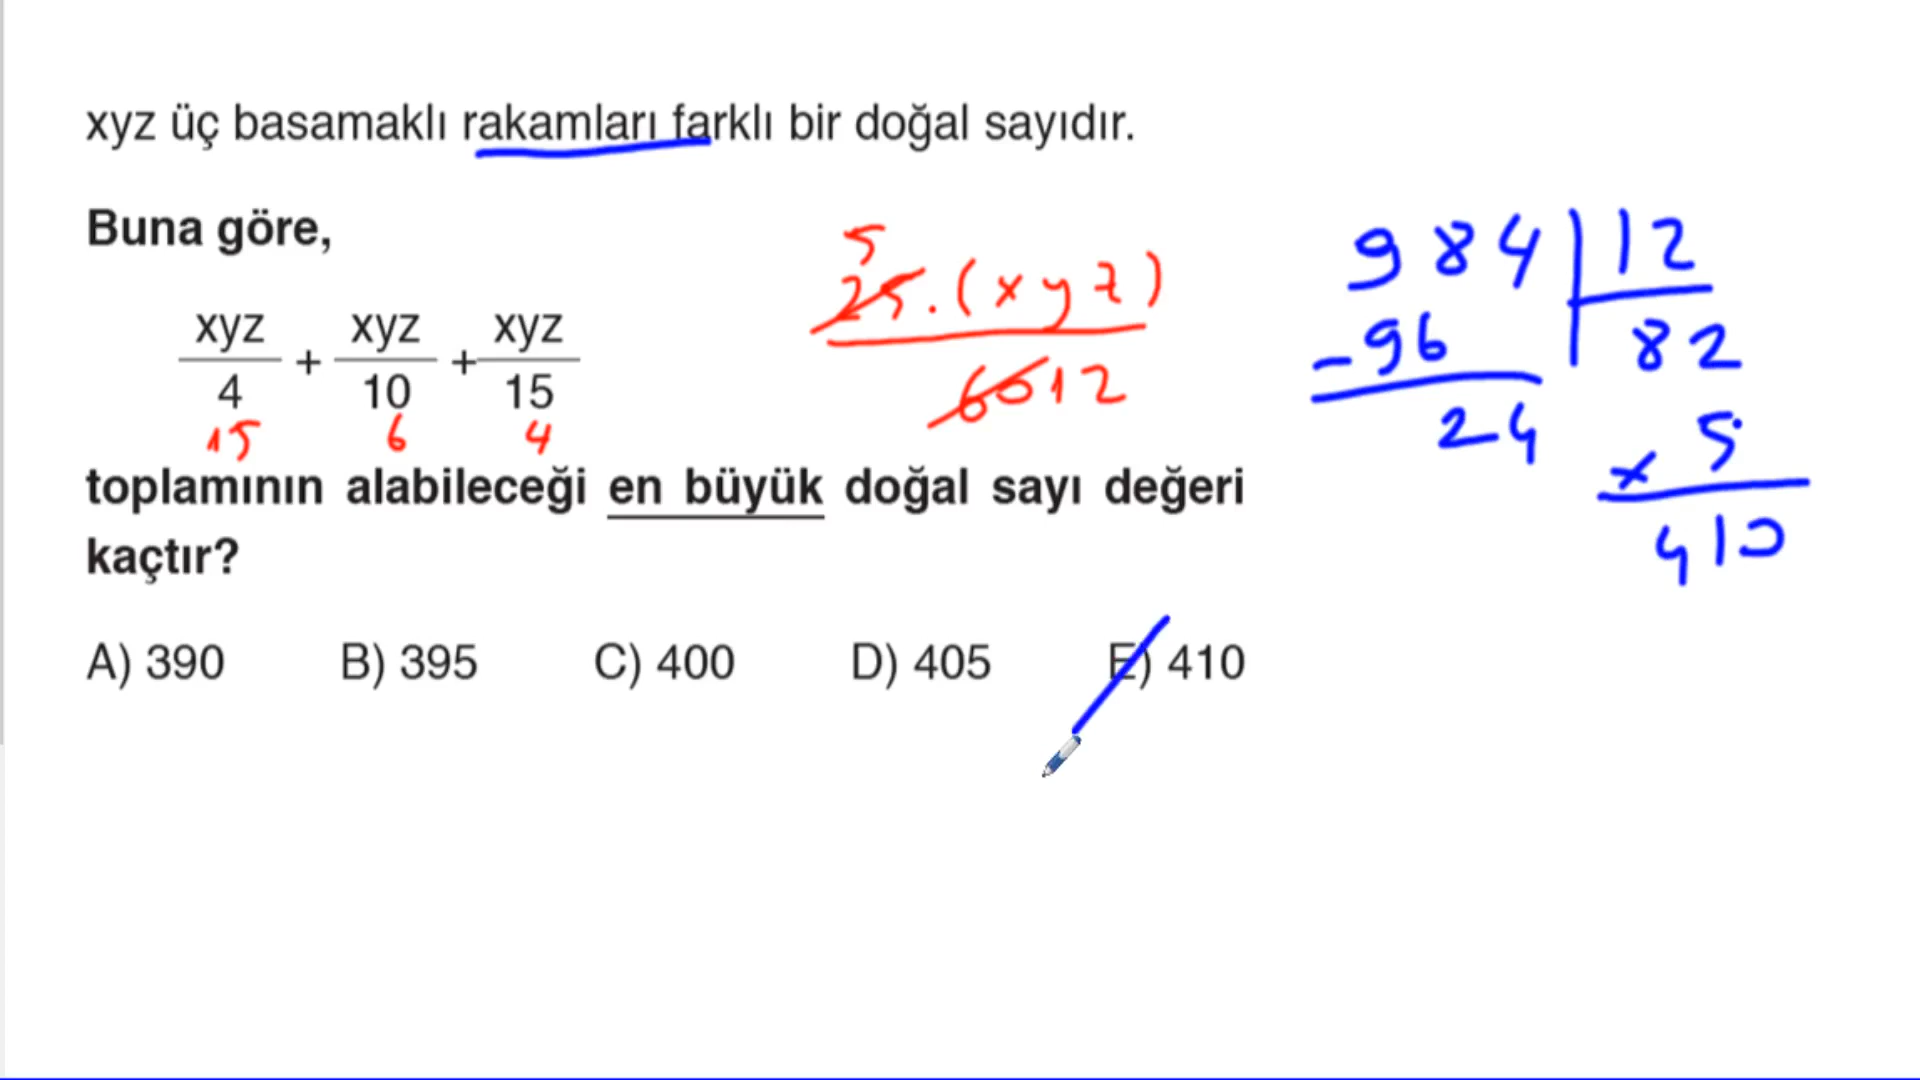 xyz üç basamaklı rakamları farklı bir doğal sayıdır.
Buna göre,
xyz/4 + xyz/10 + xyz/15
15 6 4
toplamının alabileceği en büyük doğal sayı değeri
kaçtır?
A) 390 B) 395 C) 400 D) 405 E) 410
5
25.(xyz)
60 12
984 | 12
-96 82
24 x 5
410